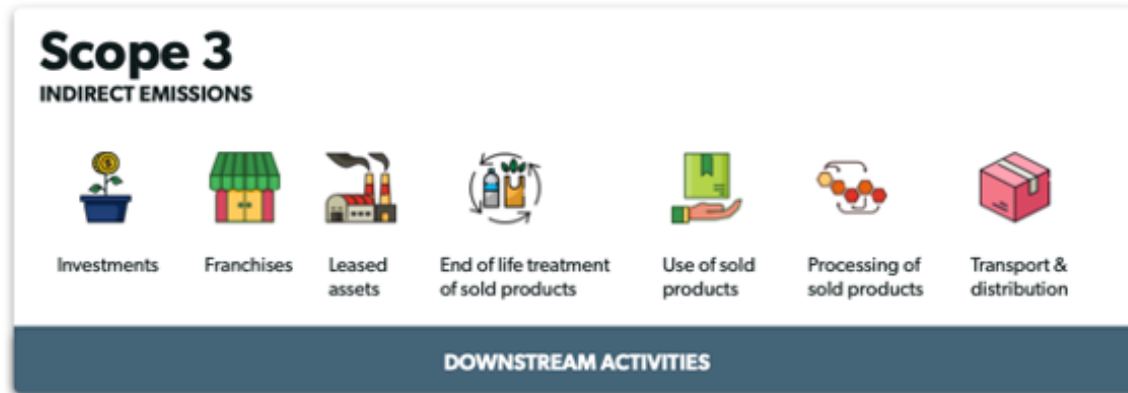 Scope 3
INDIRECT EMISSIONS
Investments
Franchises
Leased
assets
End of life treatment
of sold products
Use of sold
products
Processing of
sold products
Transport &
distribution
DOWNSTREAM ACTIVITIES